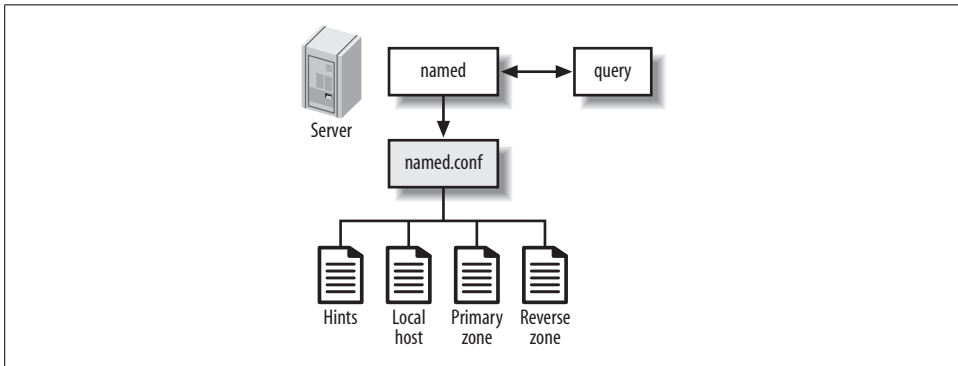 named
query
Server
named.conf
Hints
Local
host
Primary
zone
Reverse
zone